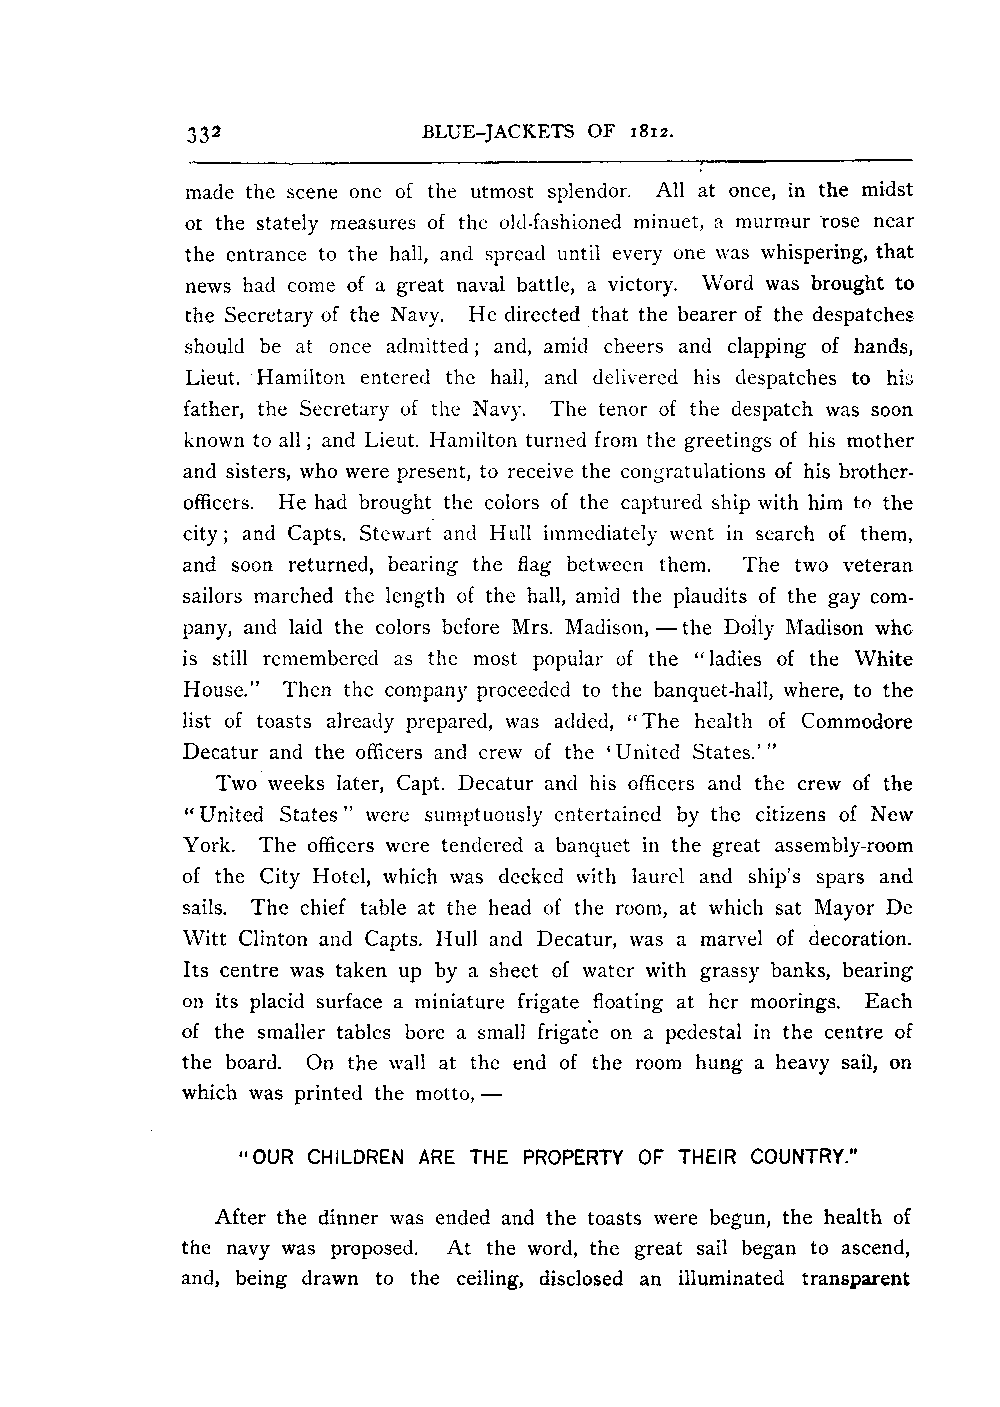 332 BLUE-JACKETS OF 1812.
made the scene one of the utmost splendor. All at once, in the midst
of the stately measures of the old-fashioned minuet, a murmur rose near
the entrance to the hall, and spread until every one was whispering, that
news had come of a great naval battle, a victory. Word was brought to
the Secretary of the Navy. He directed that the bearer of the despatches
should be at once admitted; and, amid cheers and clapping of hands,
Lieut. Hamilton entered the hall, and delivered his despatches to his
father, the Secretary of the Navy. The tenor of the despatch was soon
known to all; and Lieut. Hamilton turned from the greetings of his mother
and sisters, who were present, to receive the congratulations of his brother-
officers. He had brought the colors of the captured ship with him to the
city; and Capts. Stewart and Hull immediately went in search of them,
and soon returned, bearing the flag between them. The two veteran
sailors marched the length of the hall, amid the plaudits of the gay com-
pany, and laid the colors before Mrs. Madison, — the Dolly Madison who
is still remembered as the most popular of the "ladies of the White
House." Then the company proceeded to the banquet-hall, where, to the
list of toasts already prepared, was added, "The health of Commodore
Decatur and the officers and crew of the 'United States.'"
Two weeks later, Capt. Decatur and his officers and the crew of the
"United States" were sumptuously entertained by the citizens of New
York. The officers were tendered a banquet in the great assembly-room
of the City Hotel, which was decked with laurel and ship's spars and
sails. The chief table at the head of the room, at which sat Mayor De
Witt Clinton and Capts. Hull and Decatur, was a marvel of decoration.
Its centre was taken up by a sheet of water with grassy banks, bearing
on its placid surface a miniature frigate floating at her moorings. Each
of the smaller tables bore a small frigate on a pedestal in the centre of
the board. On the wall at the end of the room hung a heavy sail, on
which was printed the motto, —
"OUR CHILDREN ARE THE PROPERTY OF THEIR COUNTRY."
After the dinner was ended and the toasts were begun, the health of
the navy was proposed. At the word, the great sail began to ascend,
and, being drawn to the ceiling, disclosed an illuminated transparent